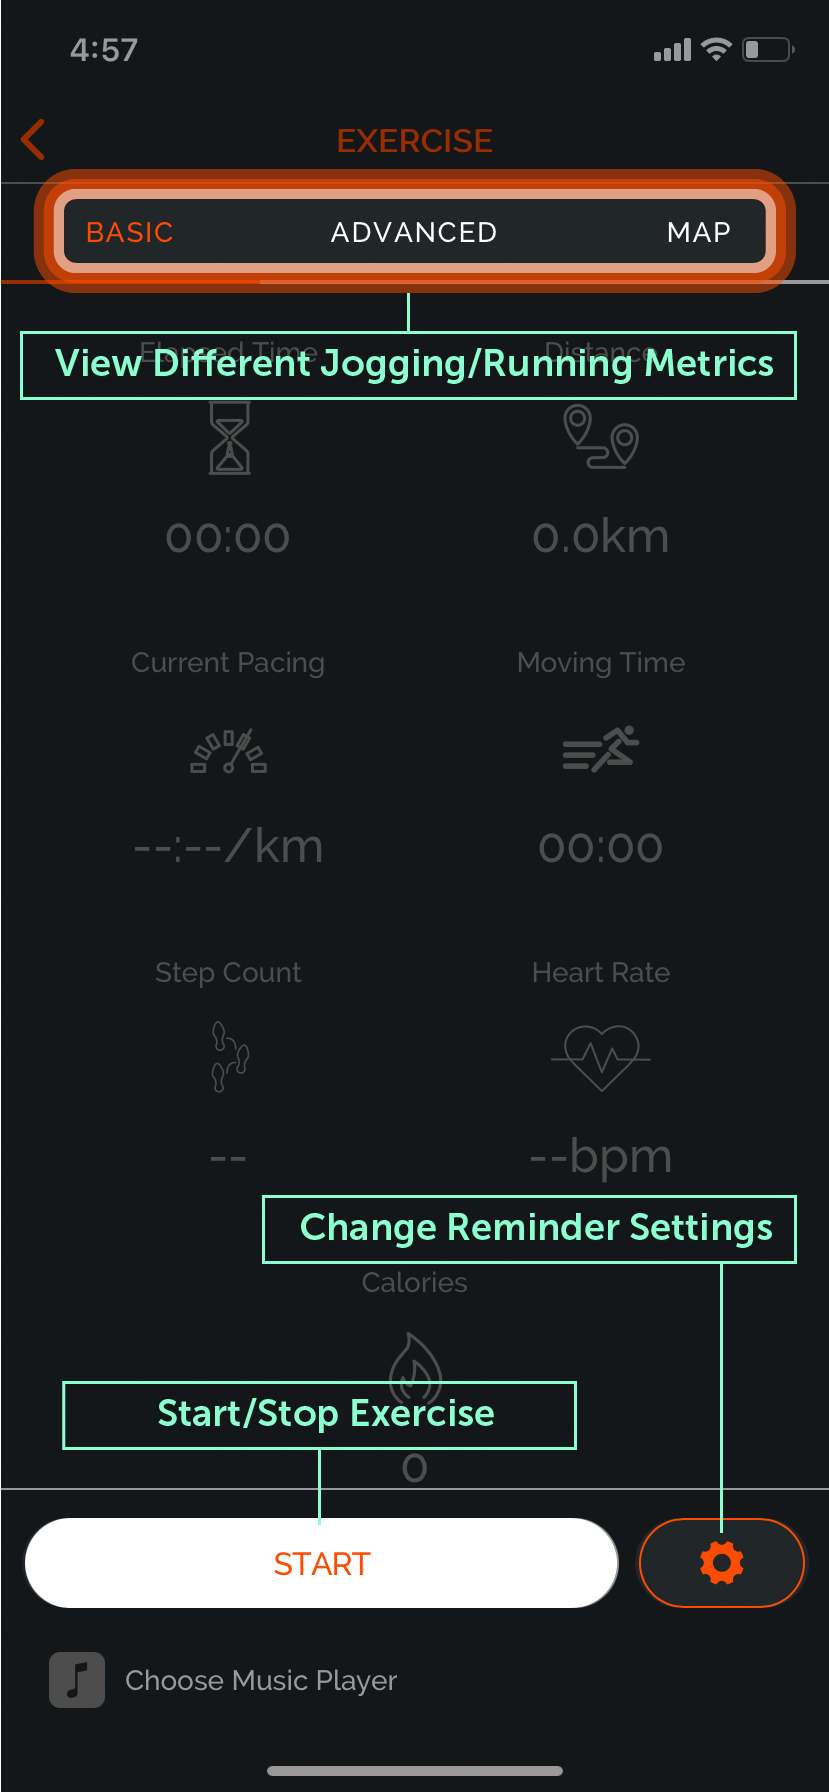 4:57
EXERCISE
BASIC ADVANCED MAP
Elapsed Time Distance
View Different Jogging/Running Metrics
00:00 0.0km
Current Pacing Moving Time
--:--/km 00:00
Step Count Heart Rate
-- --bpm
Change Reminder Settings
Calories
Start/Stop Exercise
0
START
Choose Music Player